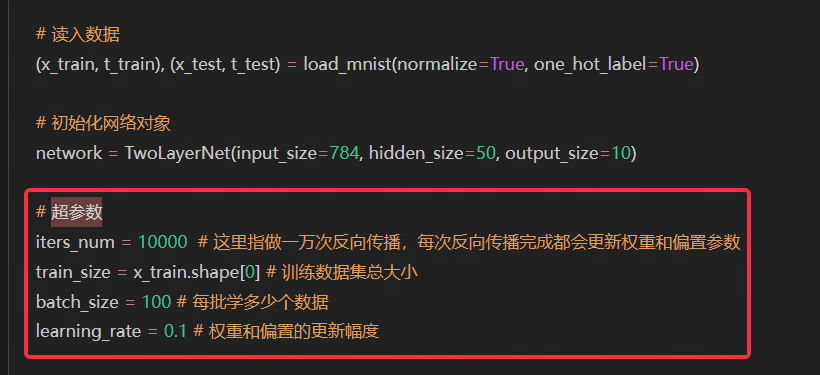 # 读入数据
(x_train, t_train), (x_test, t_test) = load_mnist(normalize=True, one_hot_label=True)
# 初始化网络对象
network = TwoLayerNet(input_size=784, hidden_size=50, output_size=10)
# 超参数
iters_num = 10000  # 这里指做一万次反向传播，每次反向传播完成都会更新权重和偏置参数
train_size = x_train.shape[0] # 训练数据集总大小
batch_size = 100 # 每批学多少个数据
learning_rate = 0.1 # 权重和偏置的更新幅度